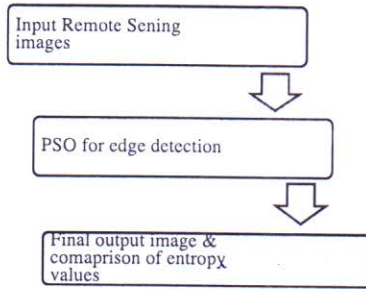 Input Remote Sening
images
PSO for edge detection
Final output image &
comaprison of entropy
values